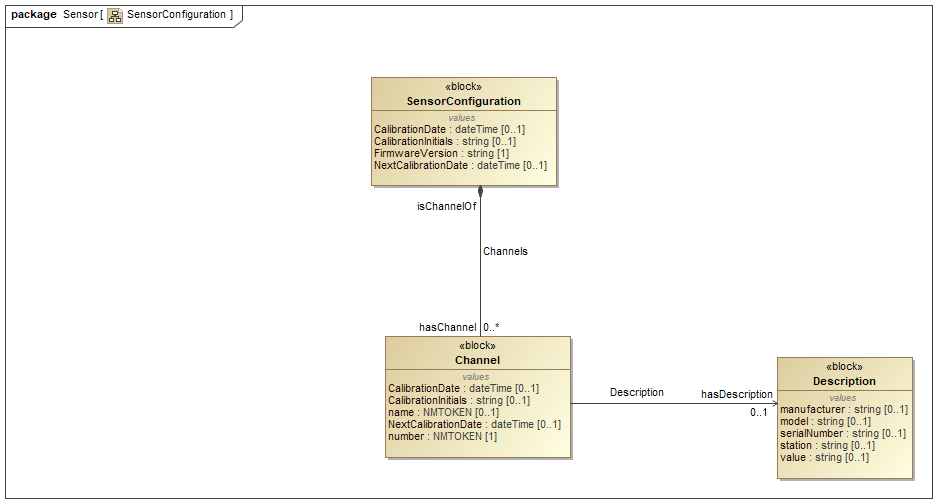 package Sensor [ SensorConfiguration ]
«block»
SensorConfiguration
values
CalibrationDate : dateTime [0..1]
CalibrationInitials : string [0..1]
FirmwareVersion : string [1]
NextCalibrationDate : dateTime [0..1]
isChannelOf
Channels
hasChannel 0..*
«block»
Channel
values
CalibrationDate : dateTime [0..1]
CalibrationInitials : string [0..1]
name : NMTOKEN [0..1]
NextCalibrationDate : dateTime [0..1]
number : NMTOKEN [1]
Description
hasDescription
0..1
«block»
Description
values
manufacturer : string [0..1]
model : string [0..1]
serialNumber : string [0..1]
station : string [0..1]
value : string [0..1]